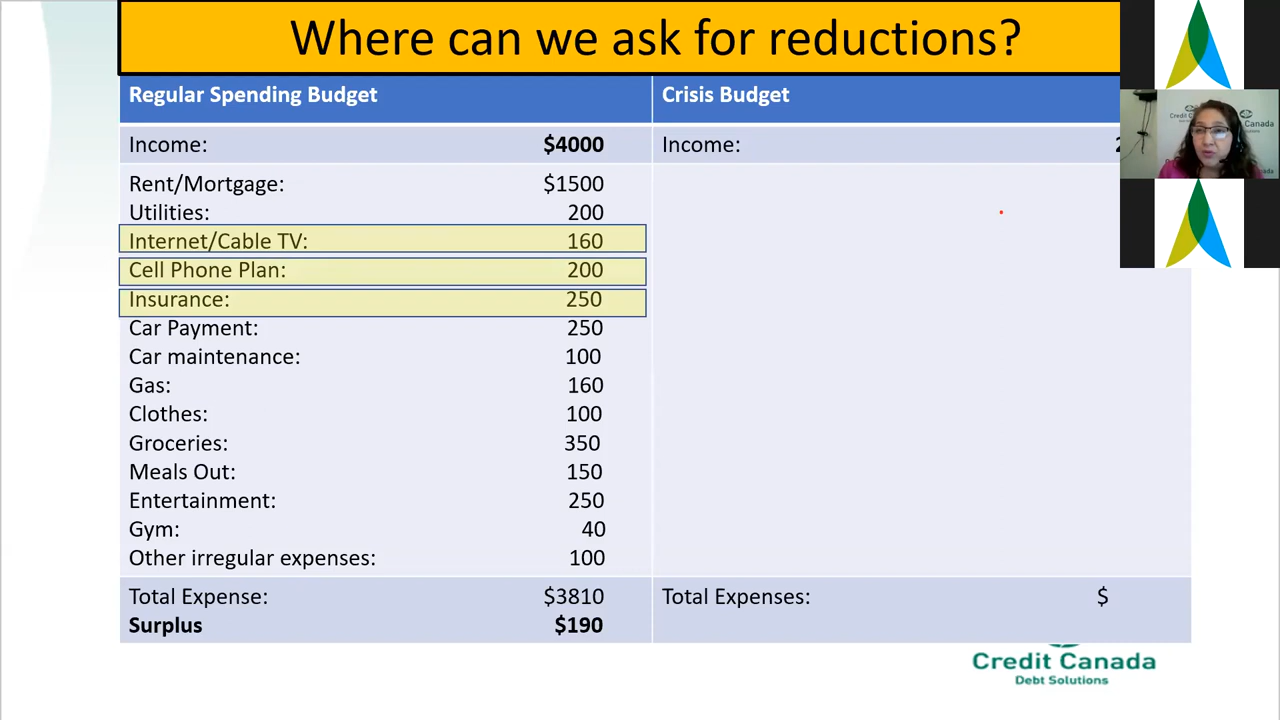 Where can we ask for reductions?
Regular Spending Budget
Crisis Budget
Income: $4000
Income:
Rent/Mortgage: $1500
Utilities: 200
Internet/Cable TV: 160
Cell Phone Plan: 200
Insurance: 250
Car Payment: 250
Car maintenance: 100
Gas: 160
Clothes: 100
Groceries: 350
Meals Out: 150
Entertainment: 250
Gym: 40
Other irregular expenses: 100
Total Expense: $3810
Surplus $190
Total Expenses: $
Credit Canada
Debt Solutions
Credit Canada